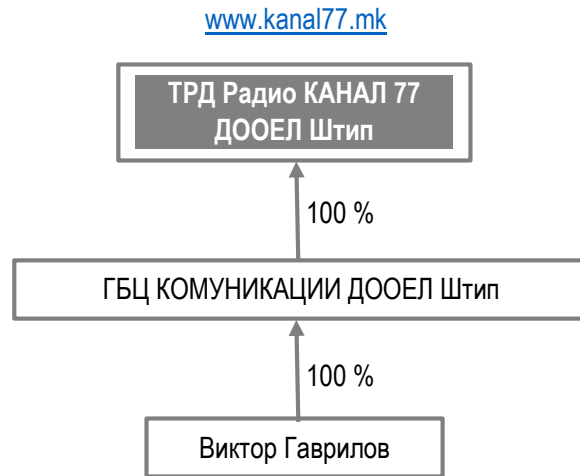 www.kanal77.mk
ТРД Радио КАНАЛ 77
ДООЕЛ Штип
100 %
ГБЦ КОМУНИКАЦИИ ДООЕЛ Штип
100 %
Виктор Гаврилов